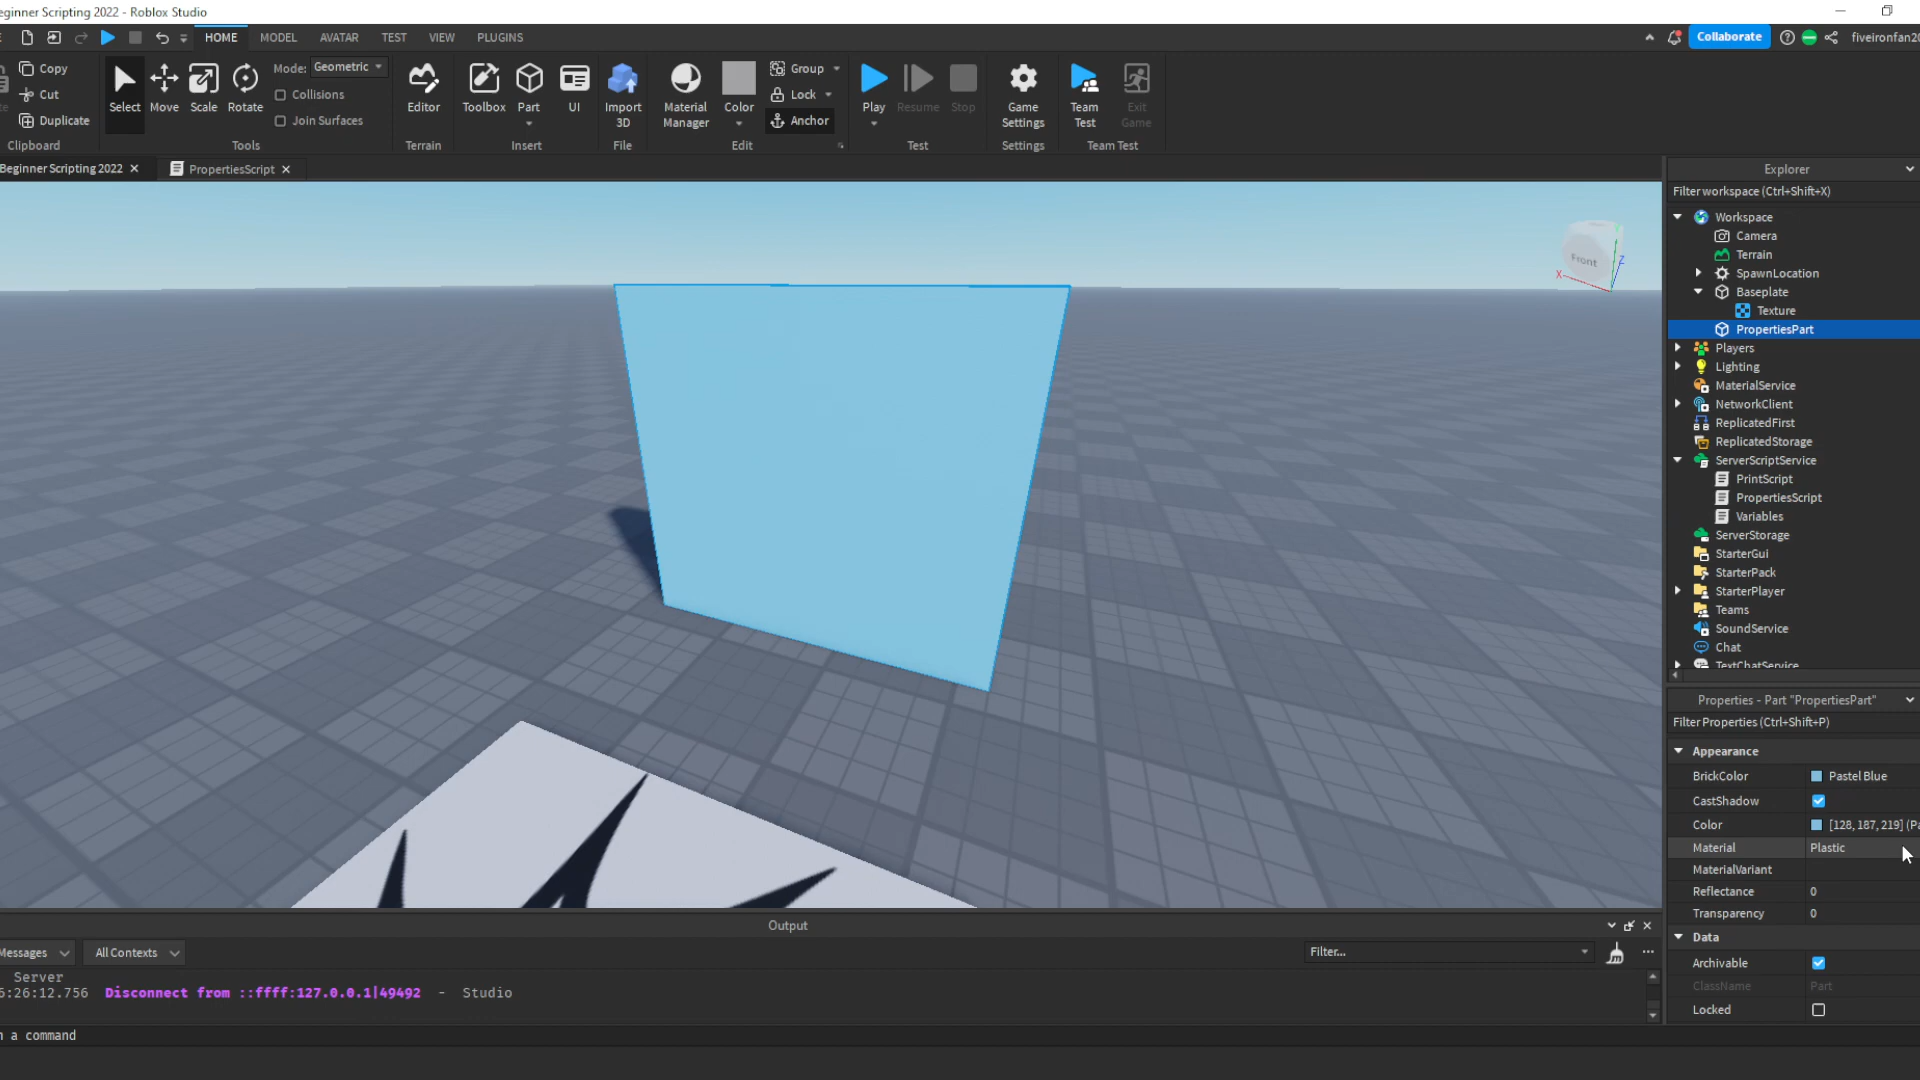 eginner Scripting 2022 - Roblox Studio
HOME MODEL AVATAR TEST VIEW PLUGINS
Collaborate fiveironfan20
Copy
Cut
Duplicate
Clipboard
Select Move Scale Rotate
Mode: Geometric
Collisions
Join Surfaces
Tools
Editor
Terrain
Toolbox Part UI
Insert
Import
3D
File
Material
Manager
Color
Group
Lock
Anchor
Edit
Play Resume Stop
Test
Game
Settings
Settings
Team
Test
Exit
Game
Team Test
Beginner Scripting 2022 PropertiesScript
Front
X
Z
Explorer
Filter workspace (Ctrl+Shift+X)
Workspace
Camera
Terrain
SpawnLocation
Baseplate
Texture
PropertiesPart
Players
Lighting
MaterialService
NetworkClient
ReplicatedFirst
ReplicatedStorage
ServerScriptService
PrintScript
PropertiesScript
Variables
ServerStorage
StarterGui
StarterPack
StarterPlayer
Teams
SoundService
Chat
TextChatService
Properties - Part "PropertiesPart"
Filter Properties (Ctrl+Shift+P)
Appearance
BrickColor Pastel Blue
CastShadow
Color [128, 187, 219] (Pa
Material Plastic
MaterialVariant
Reflectance 0
Transparency 0
Data
Archivable
ClassName Part
Locked
Output
Messages All Contexts Filter...
Server
5:26:12.756 Disconnect from ::ffff:127.0.0.1|49492 - Studio
n a command